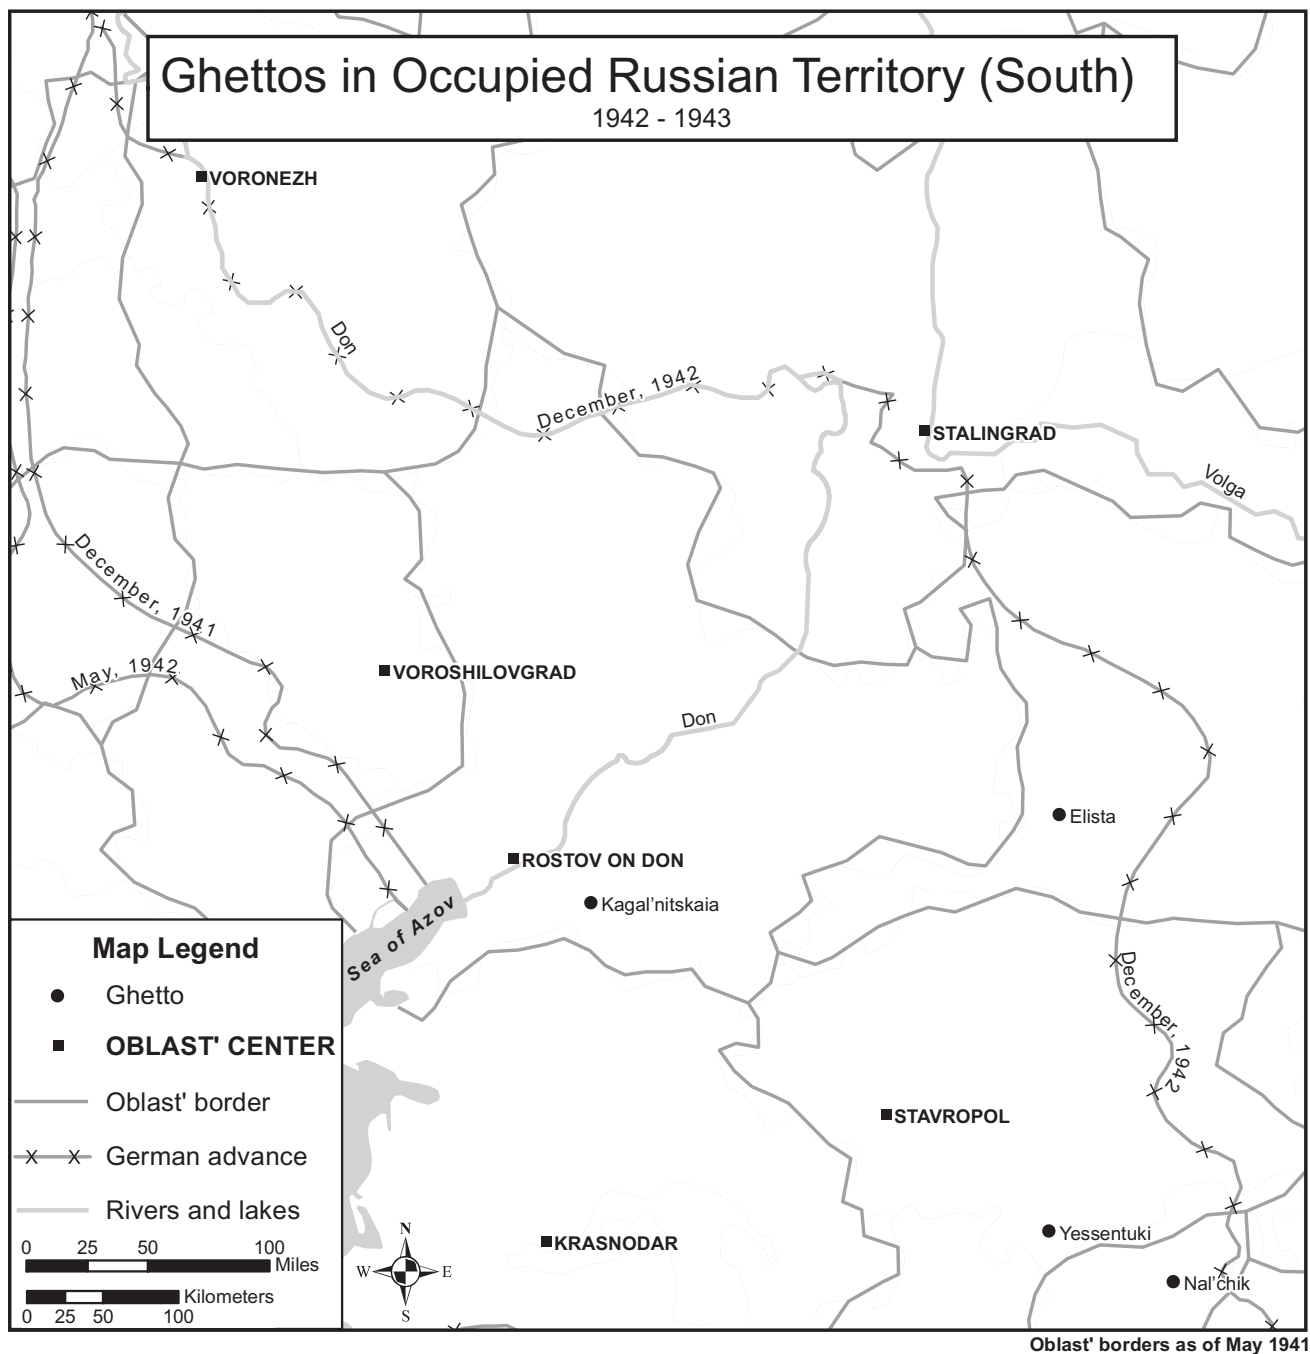 Ghettos in Occupied Russian Territory (South)
1942 - 1943
VORONEZH
Don
December, 1942
STALINGRAD
Volga
December, 1941
May, 1942
VOROSHILOVGRAD
Don
Elista
ROSTOV ON DON
Kagal'nitskaia
Sea of Azov
December, 1942
STAVROPOL
KRASNODAR
Yessentuki
Nal'chik
Map Legend
Ghetto
OBLAST' CENTER
Oblast' border
German advance
Rivers and lakes
0 25 50 100
Miles
Kilometers
0 25 50 100
N
W E
S
Oblast' borders as of May 1941